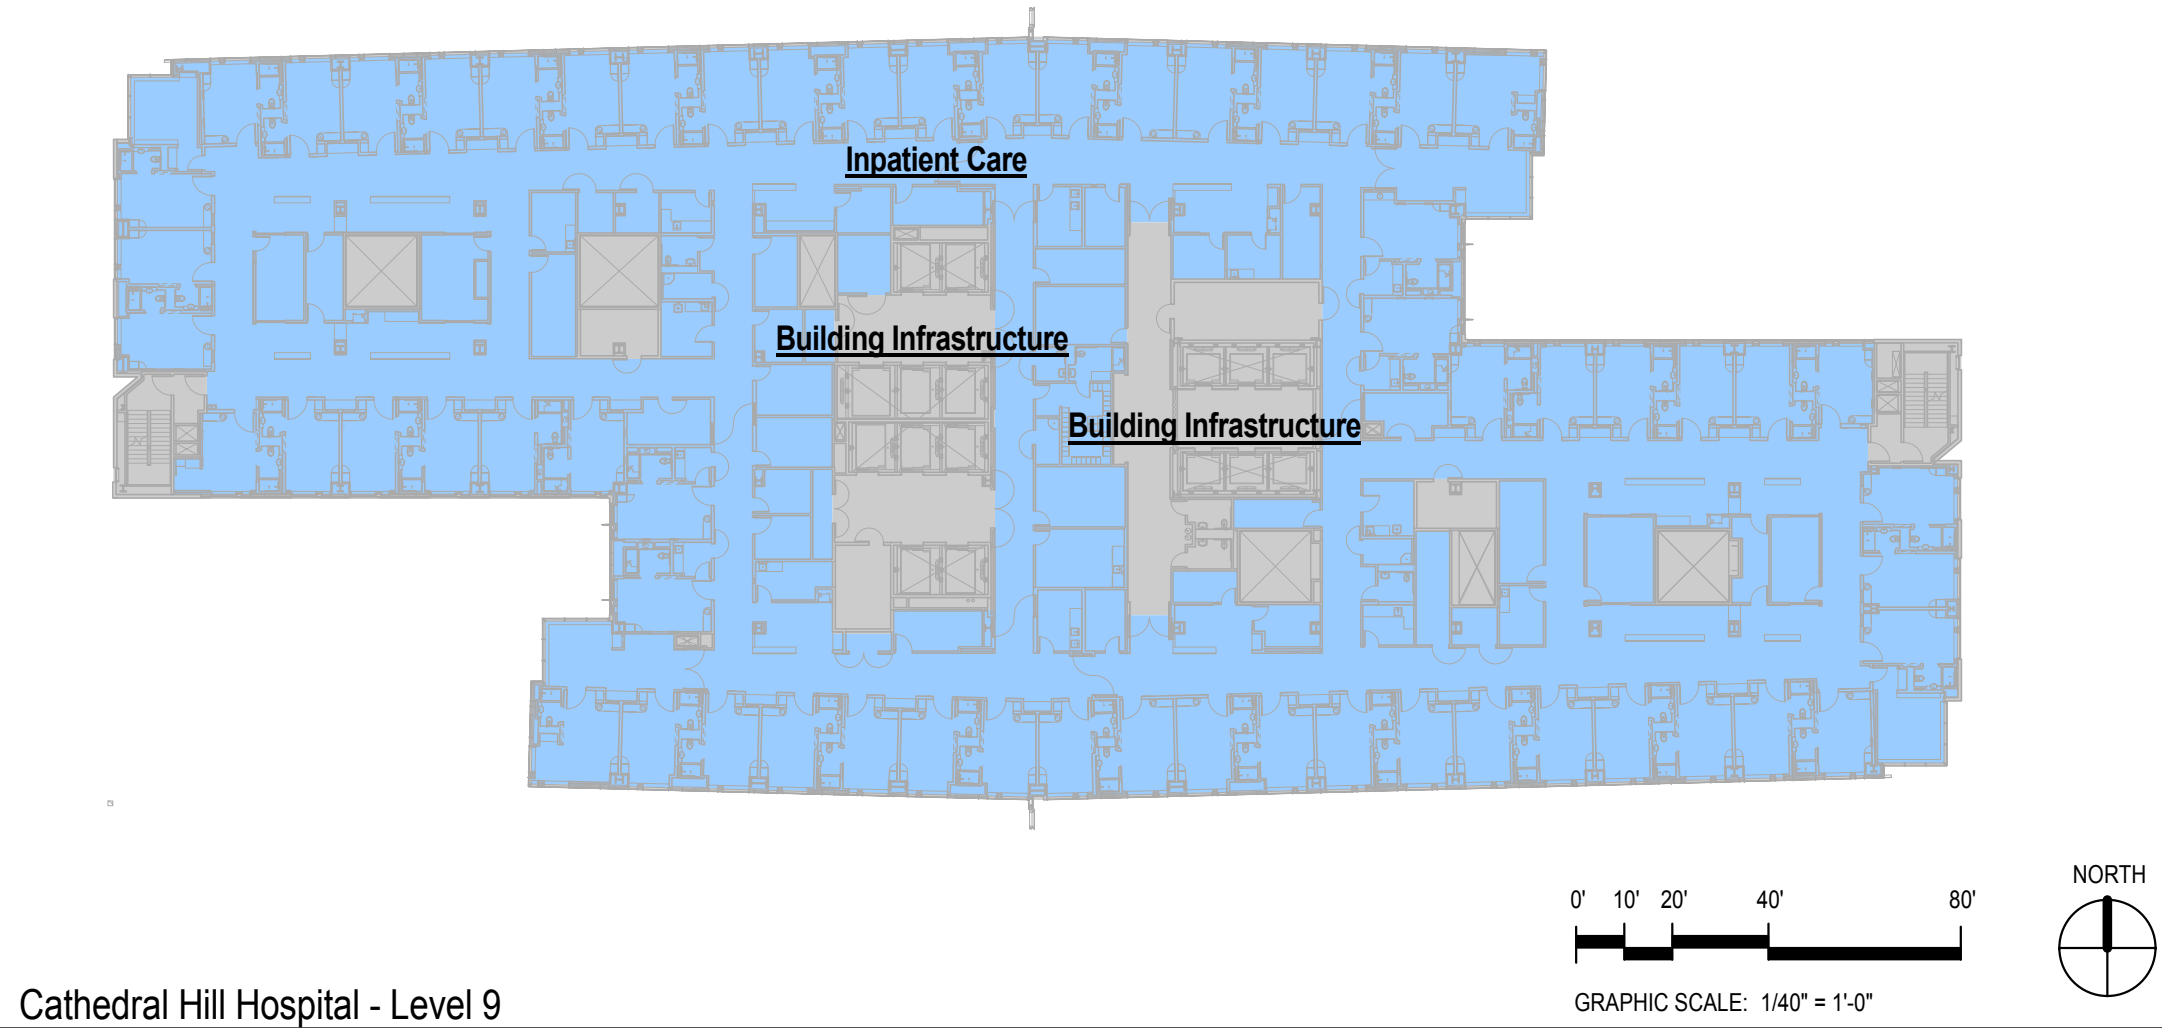 Inpatient Care
Building Infrastructure
Building Infrastructure
NORTH
0' 10' 20' 40' 80'
GRAPHIC SCALE: 1/40" = 1'-0"
Cathedral Hill Hospital - Level 9